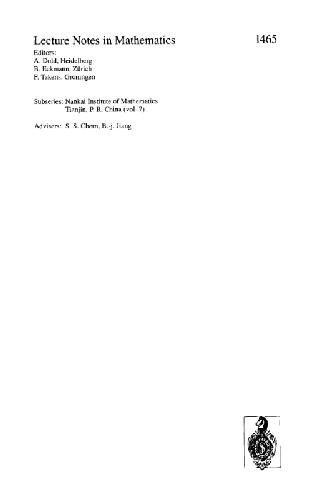 Lecture Notes in Mathematics 1465
Editors:
A. Dold, Heidelberg
B. Eckmann, Zürich
F. Takens, Groningen
Subseries: Nankai Institute of Mathematics
Tianjin, P. R. China (vol. 7)
Advisers: S. S. Chern, B.-j. Jiang